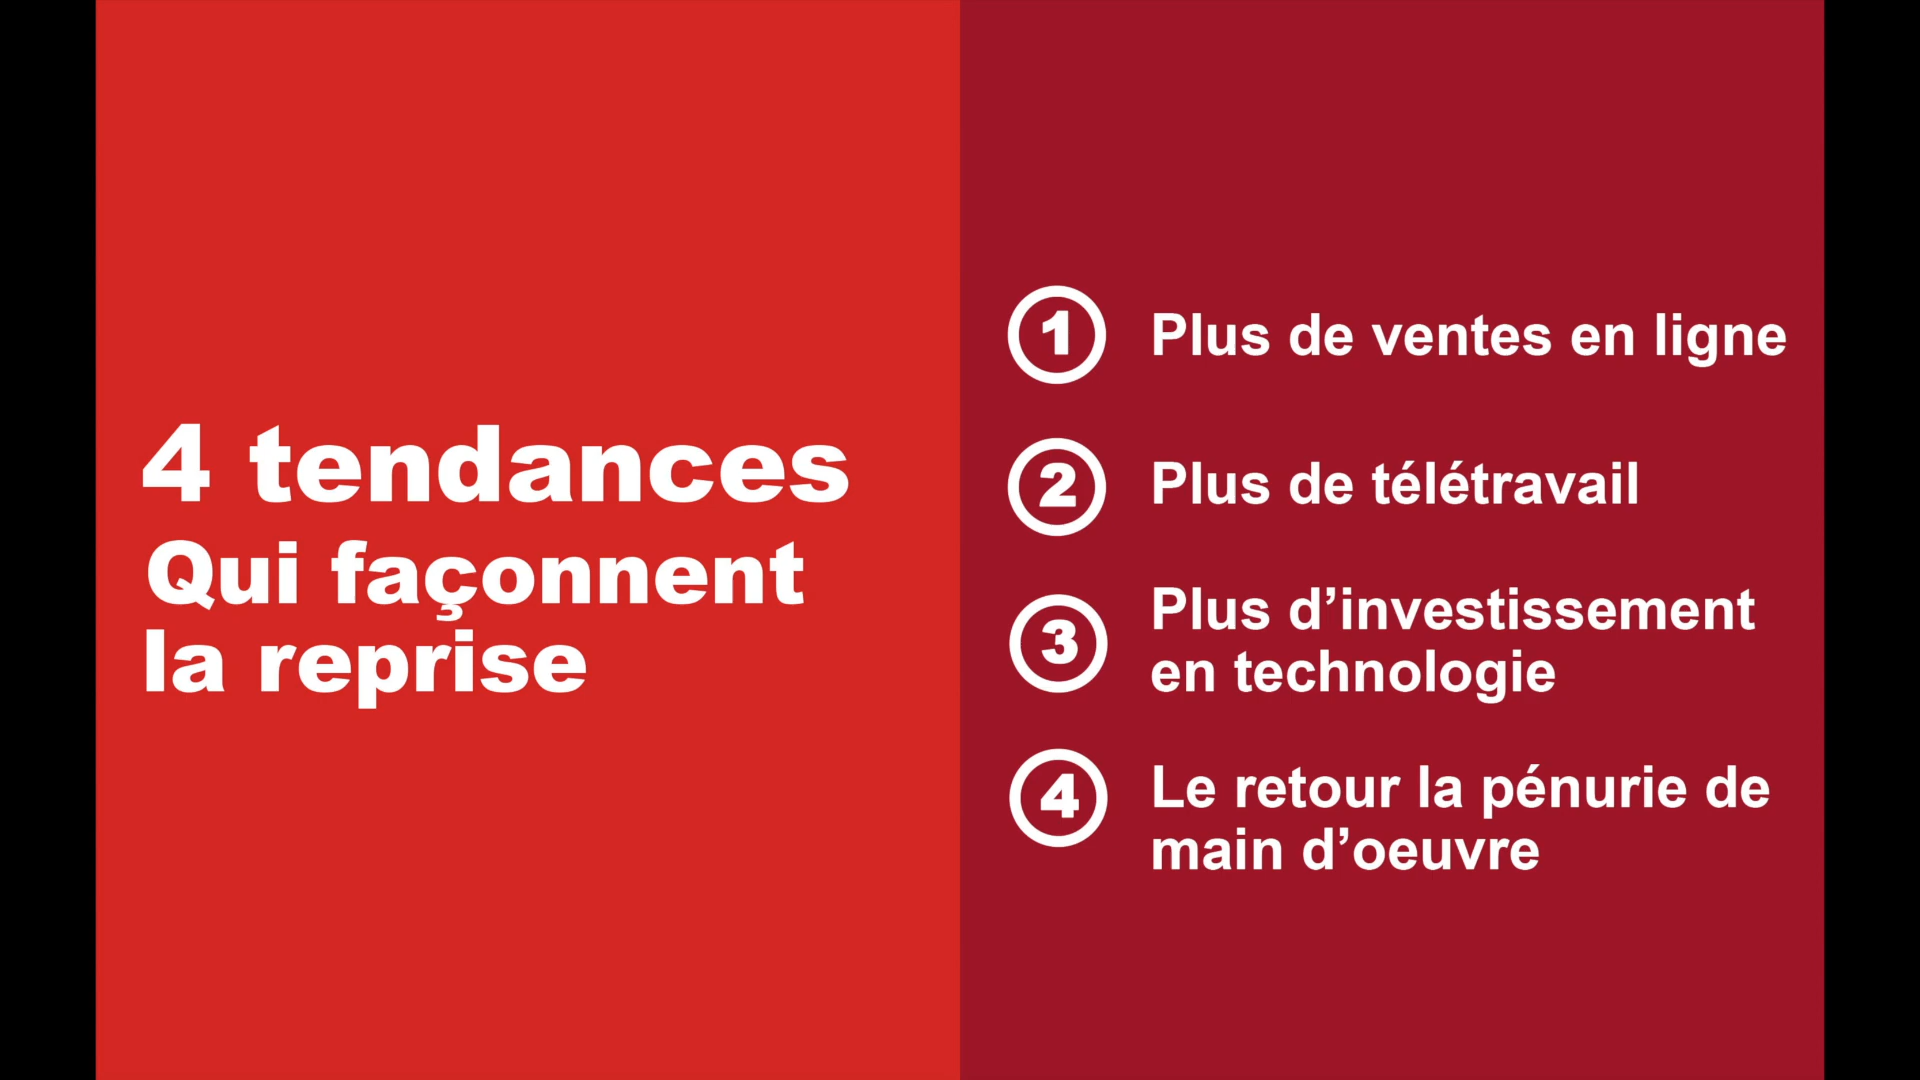 4 tendances
Qui façonnent
la reprise
1 Plus de ventes en ligne
2 Plus de télétravail
3 Plus d’investissement
en technologie
4 Le retour la pénurie de
main d’oeuvre